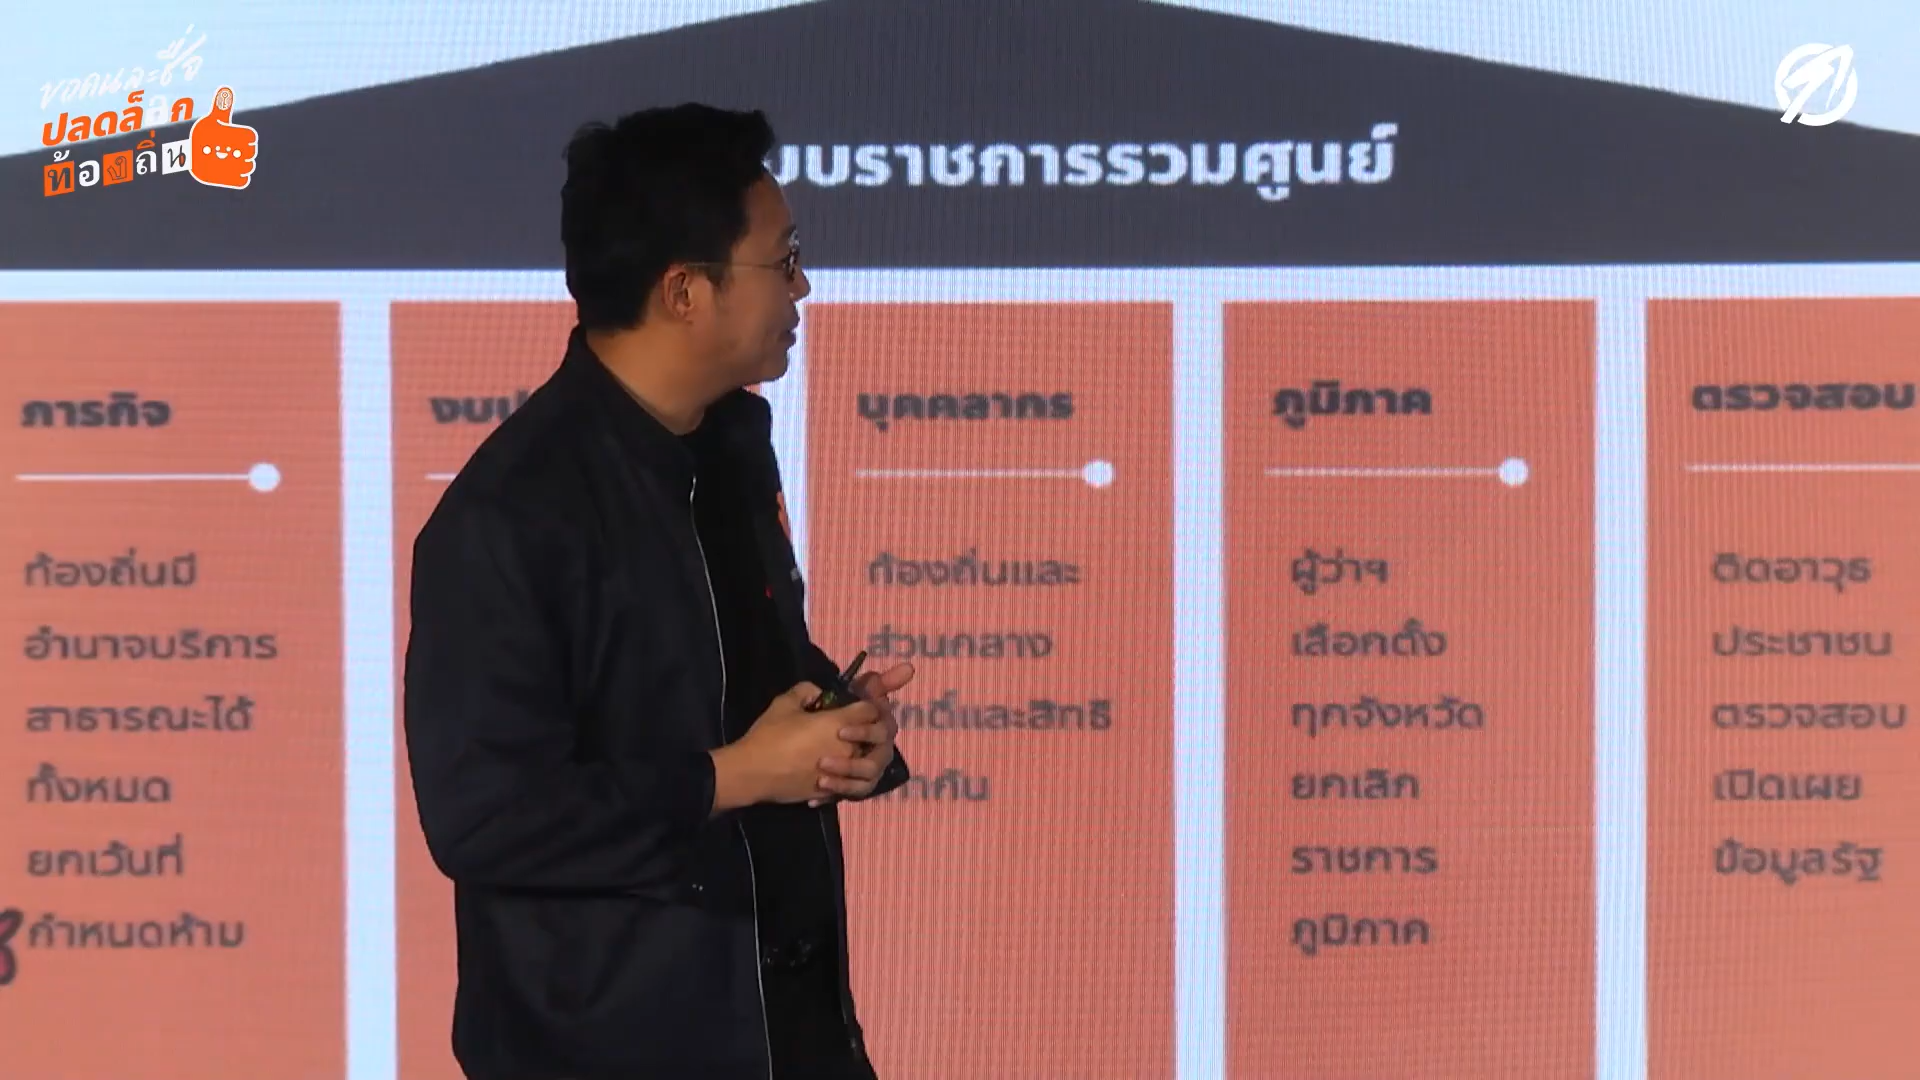 ขอคนละชื่อ
ปลดล็อก
ท้องถิ่น
บบราชการรวมศูนย์
ภารกิจ
ท้องถิ่นมี
อำนาจบริการ
สาธารณะได้
ทั้งหมด
ยกเว้นที่
กำหนดห้าม
งบป
บุคคลากร
ท้องถิ่นและ
ส่วนกลาง
ศักดิ์และสิทธิ
เท่ากัน
ภูมิภาค
ผู้ว่าฯ
เลือกตั้ง
ทุกจังหวัด
ยกเลิก
ราชการ
ภูมิภาค
ตรวจสอบ
ติดอาวุธ
ประชาชน
ตรวจสอบ
เปิดเผย
ข้อมูลรัฐ